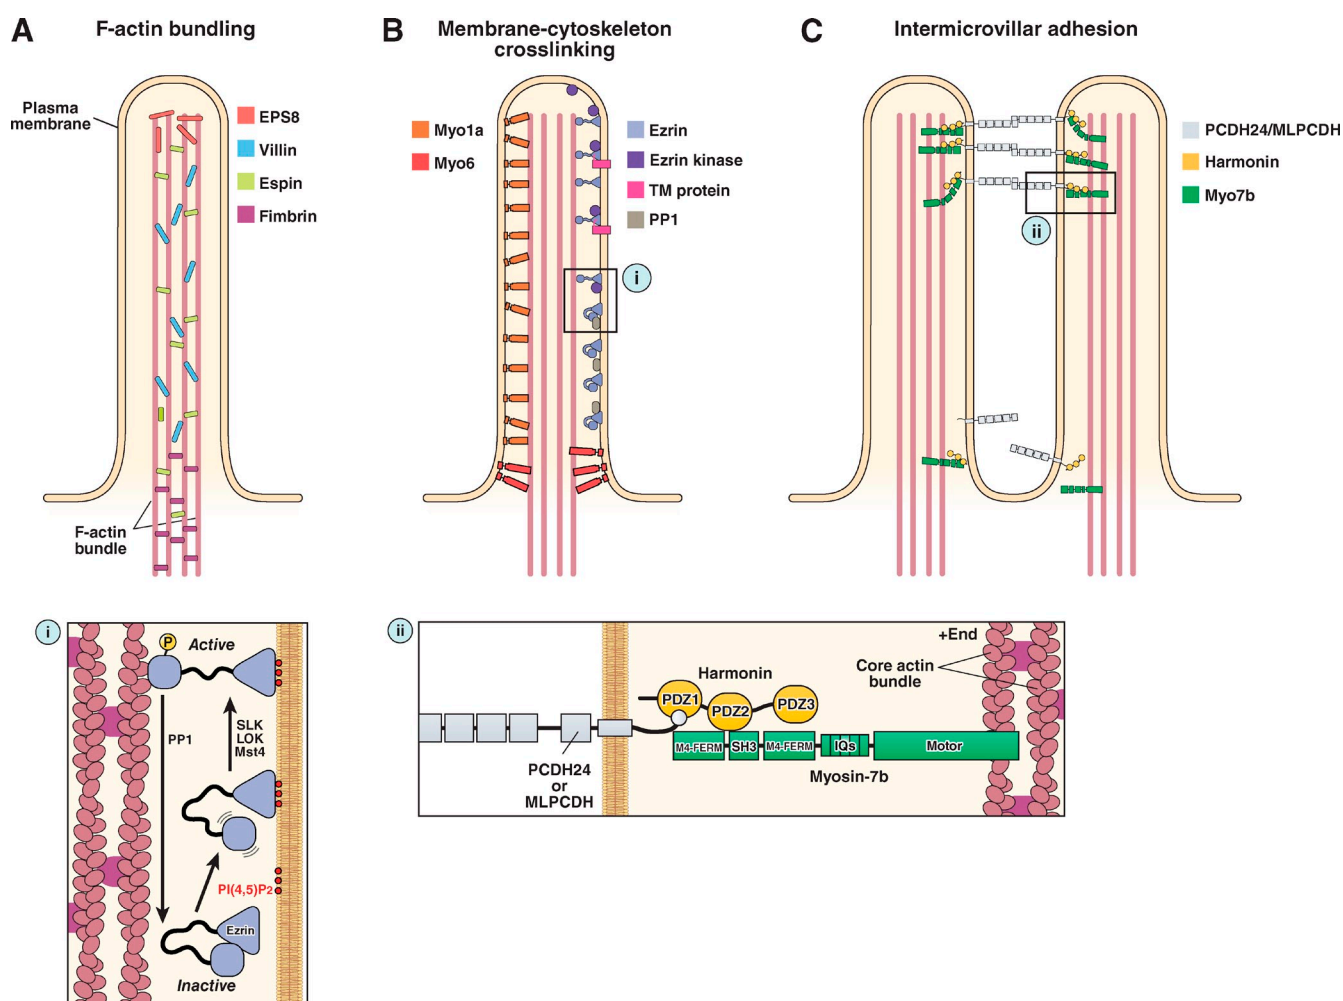 A
F-actin bundling
Plasma
membrane
EPS8
Villin
Espin
Fimbrin
F-actin
bundle
B
Membrane-cytoskeleton
crosslinking
Myo1a
Myo6
Ezrin
Ezrin kinase
TM protein
PP1
i
C
Intermicrovillar adhesion
PCDH24/MLPCDH
Harmonin
Myo7b
ii
i
P
Active
PP1
SLK
LOK
Mst4
PI(4,5)P2
Ezrin
Inactive
ii
+End
Core actin
bundle
Harmonin
PDZ1
PDZ2
PDZ3
M4-FERM
SH3
M4-FERM
IQs
Motor
PCDH24
or
MLPCDH
Myosin-7b